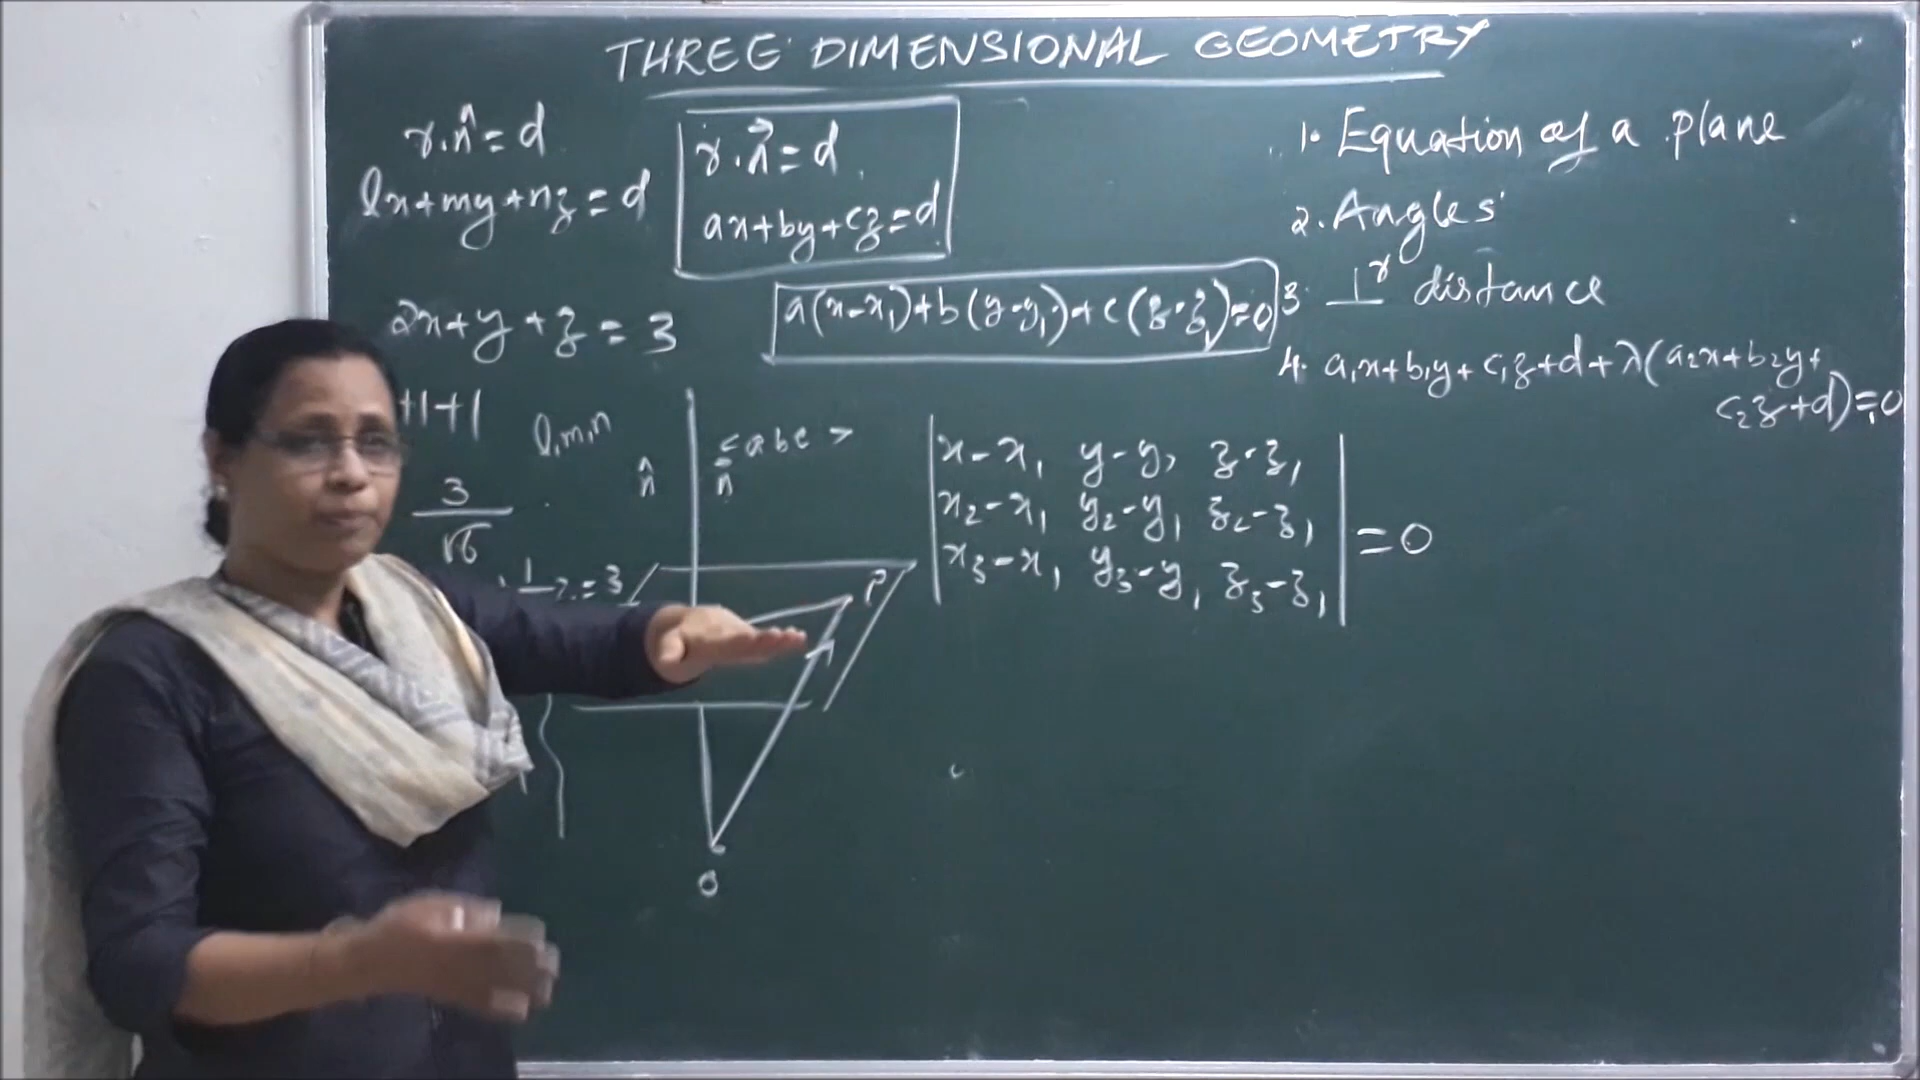 THREE DIMENSIONAL GEOMETRY
r.n̂ = d
lx+my+nz = d
r.n⃗ = d
ax+by+cz=d
1. Equation of a plane
2. Angles
3. ⊥r distance
4. a₁x+b₁y+c₁z+d+λ(a₂x+b₂y+
c₂z+d)=0
2x+y+z = 3
a(x-x₁)+b(y-y₁)+c(z-z₁)=0
+1+1
l,m,n
n̂
<abc>
n̄
3
√6
x-x₁ y-y₁ z-z₁
x₂-x₁ y₂-y₁ z₂-z₁ = 0
x₃-x₁ y₃-y₁ z₃-z₁
P
O